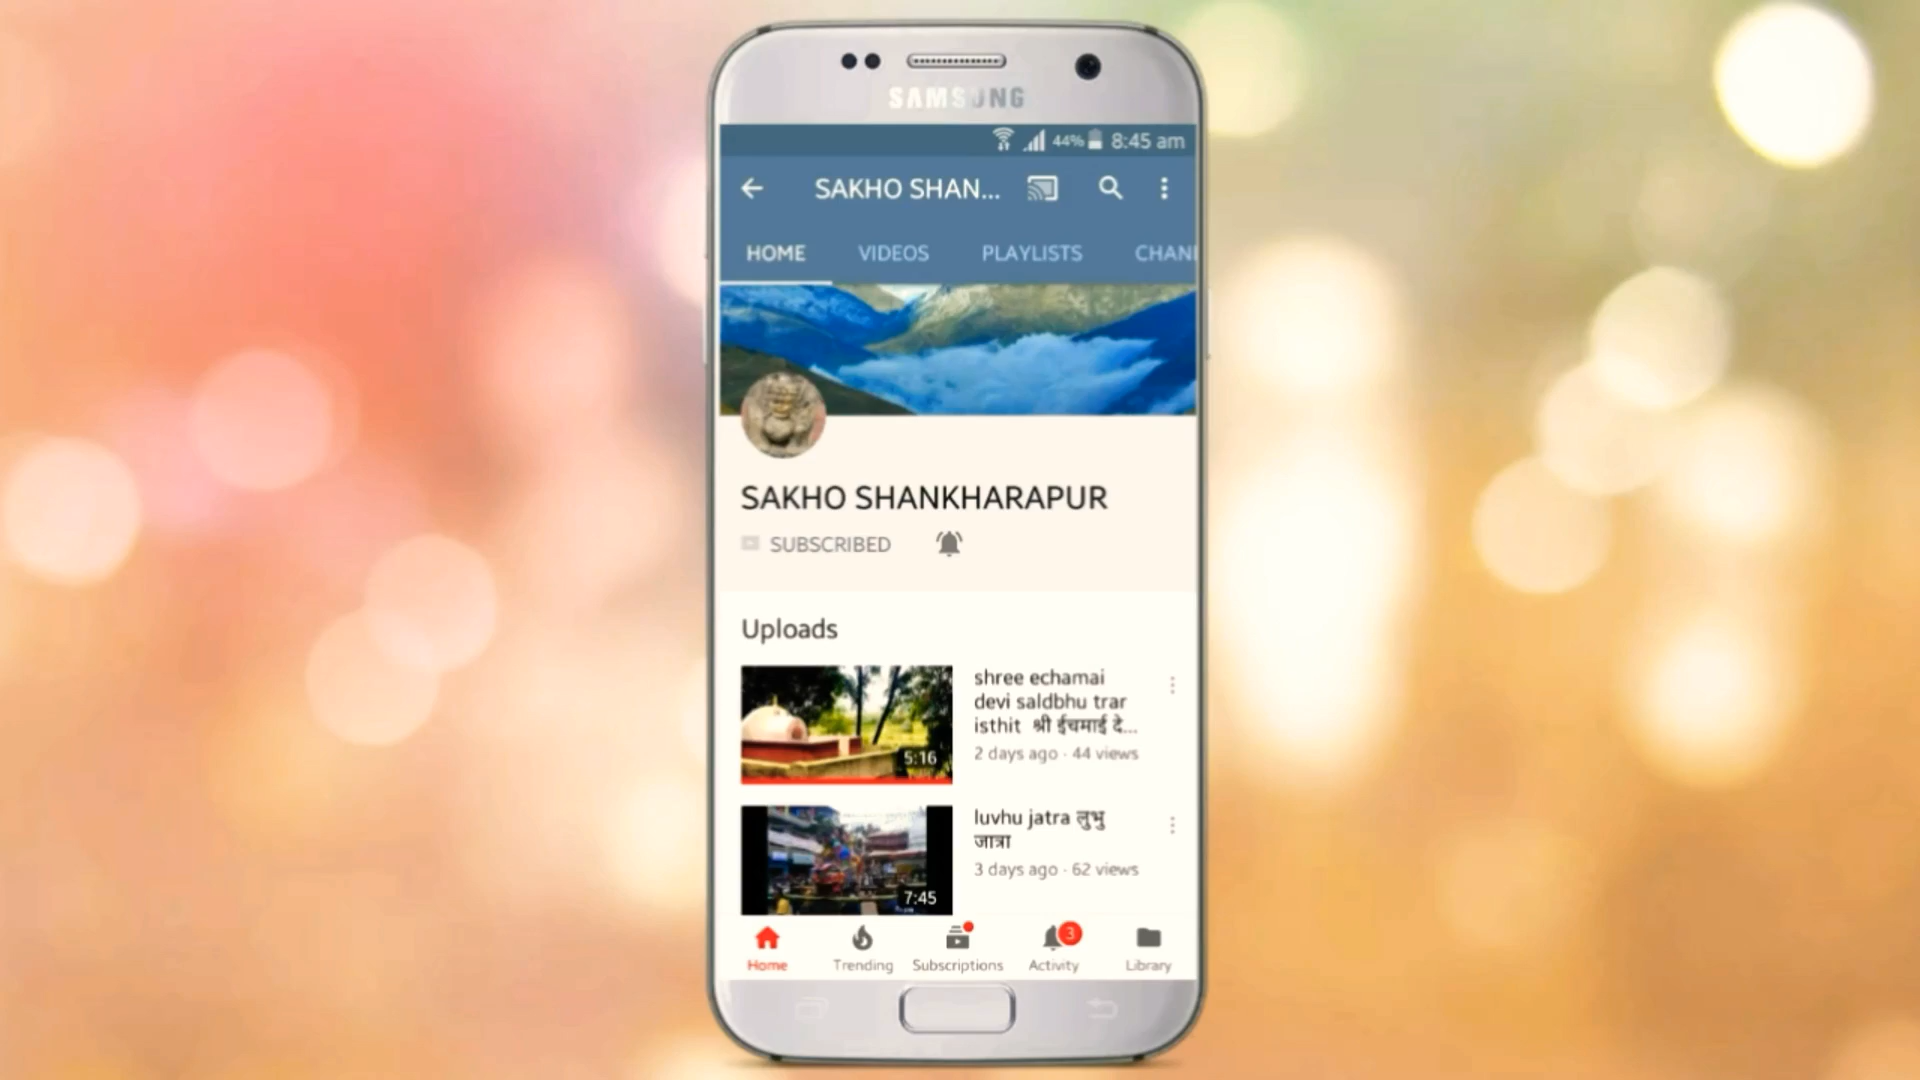 SAMSUNG
44% 8:45 am
SAKHO SHAN...
HOME VIDEOS PLAYLISTS CHAN
SAKHO SHANKHARAPUR
SUBSCRIBED
Uploads
shree echamai
devi saldbhu trar
isthit श्री ईचमाई दे...
2 days ago · 44 views
5:16
luvhu jatra लुभु
जात्रा
3 days ago · 62 views
7:45
3
Home Trending Subscriptions Activity Library